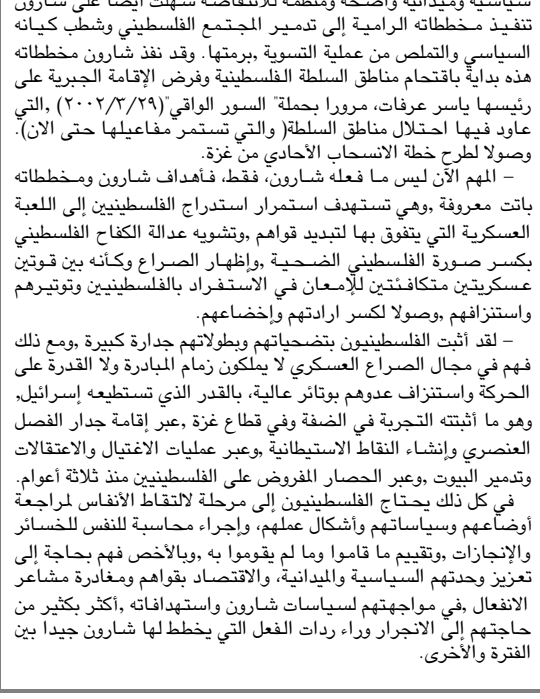 سياسية وميدانية واضحة ومنظمة للانتفاضة سهلت أيضا على شارون
تنفيذ مخططاته الرامية إلى تدمير المجتمع الفلسطيني وشطب كيانه
السياسي والتملص من عملية التسوية ,برمتها. وقد نفذ شارون مخططاته
هذه بداية باقتحام مناطق السلطة الفلسطينية وفرض الإقامة الجبرية على
رئيسها ياسر عرفات، مرورا بحملة" السور الواقي"(٢٠٠٢/٣/٢٩) ,التي
عاود فيها احتلال مناطق السلطة( والتي تستمر مفاعيلها حتى الان).
وصولا لطرح خطة الانسحاب الأحادي من غزة.
– المهم الآن ليس ما فعله شارون، فقط، فأهداف شارون ومخططاته
باتت معروفة ,وهي تستهدف استمرار استدراج الفلسطينيين إلى اللعبة
العسكرية التي يتفوق بها لتبديد قواهم ,وتشويه عدالة الكفاح الفلسطيني
بكسر صورة الفلسطيني الضحية ,وإظهار الصراع وكأنه بين قوتين
عسكريتين متكافئتين للإمعان في الاستفراد بالفلسطينيين وتوتيرهم
واستنزافهم ,وصولا لكسر ارادتهم وإخضاعهم.
– لقد أثبت الفلسطينيون بتضحياتهم وبطولاتهم جدارة كبيرة ,ومع ذلك
فهم في مجال الصراع العسكري لا يملكون زمام المبادرة ولا القدرة على
الحركة واستنزاف عدوهم بوتائر عالية، بالقدر الذي تستطيعه إسرائيل,
وهو ما أثبتته التجربة في الضفة وفي قطاع غزة ,عبر إقامة جدار الفصل
العنصري وإنشاء النقاط الاستيطانية ,وعبر عمليات الاغتيال والاعتقالات
وتدمير البيوت ,وعبر الحصار المفروض على الفلسطينيين منذ ثلاثة أعوام.
في كل ذلك يحتاج الفلسطينيون إلى مرحلة لالتقاط الأنفاس لمراجعة
أوضاعهم وسياساتهم وأشكال عملهم، وإجراء محاسبة للنفس للخسائر
والإنجازات ,وتقييم ما قاموا وما لم يقوموا به ,وبالأخص فهم بحاجة إلى
تعزيز وحدتهم السياسية والميدانية، والاقتصاد بقواهم ومغادرة مشاعر
الانفعال ,في مواجهتهم لسياسات شارون واستهدافاته ,أكثر بكثير من
حاجتهم إلى الانجرار وراء ردات الفعل التي يخطط لها شارون جيدا بين
الفترة والأخرى.